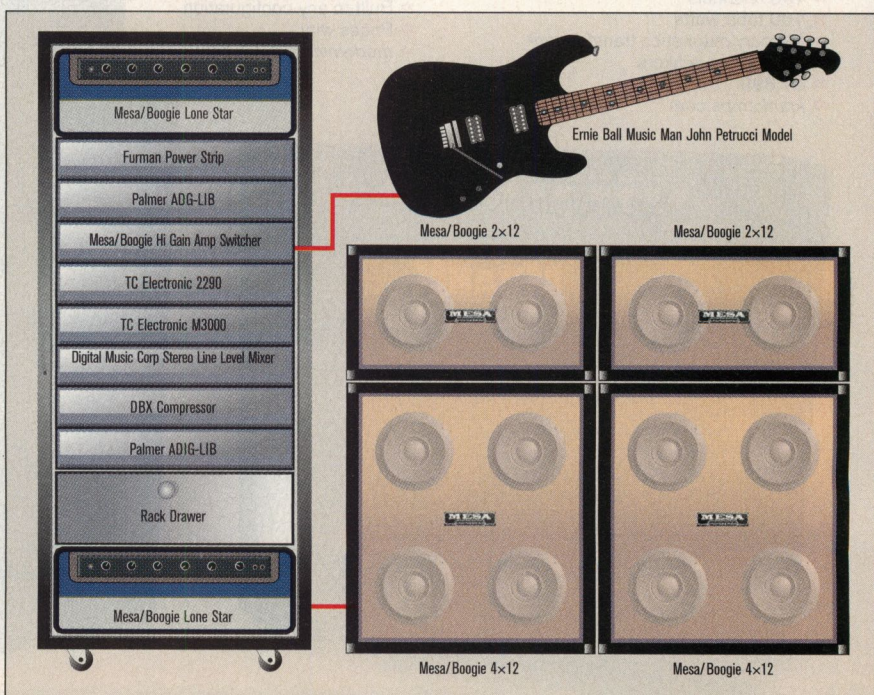 Mesa/Boogie Lone Star
Furman Power Strip
Palmer ADG-LIB
Mesa/Boogie Hi Gain Amp Switcher
TC Electronic 2290
TC Electronic M3000
Digital Music Corp Stereo Line Level Mixer
DBX Compressor
Palmer ADIG-LIB
Rack Drawer
Mesa/Boogie Lone Star
Ernie Ball Music Man John Petrucci Model
Mesa/Boogie 2×12
Mesa/Boogie 2×12
MESA
MESA
MESA
MESA
Mesa/Boogie 4×12
Mesa/Boogie 4×12